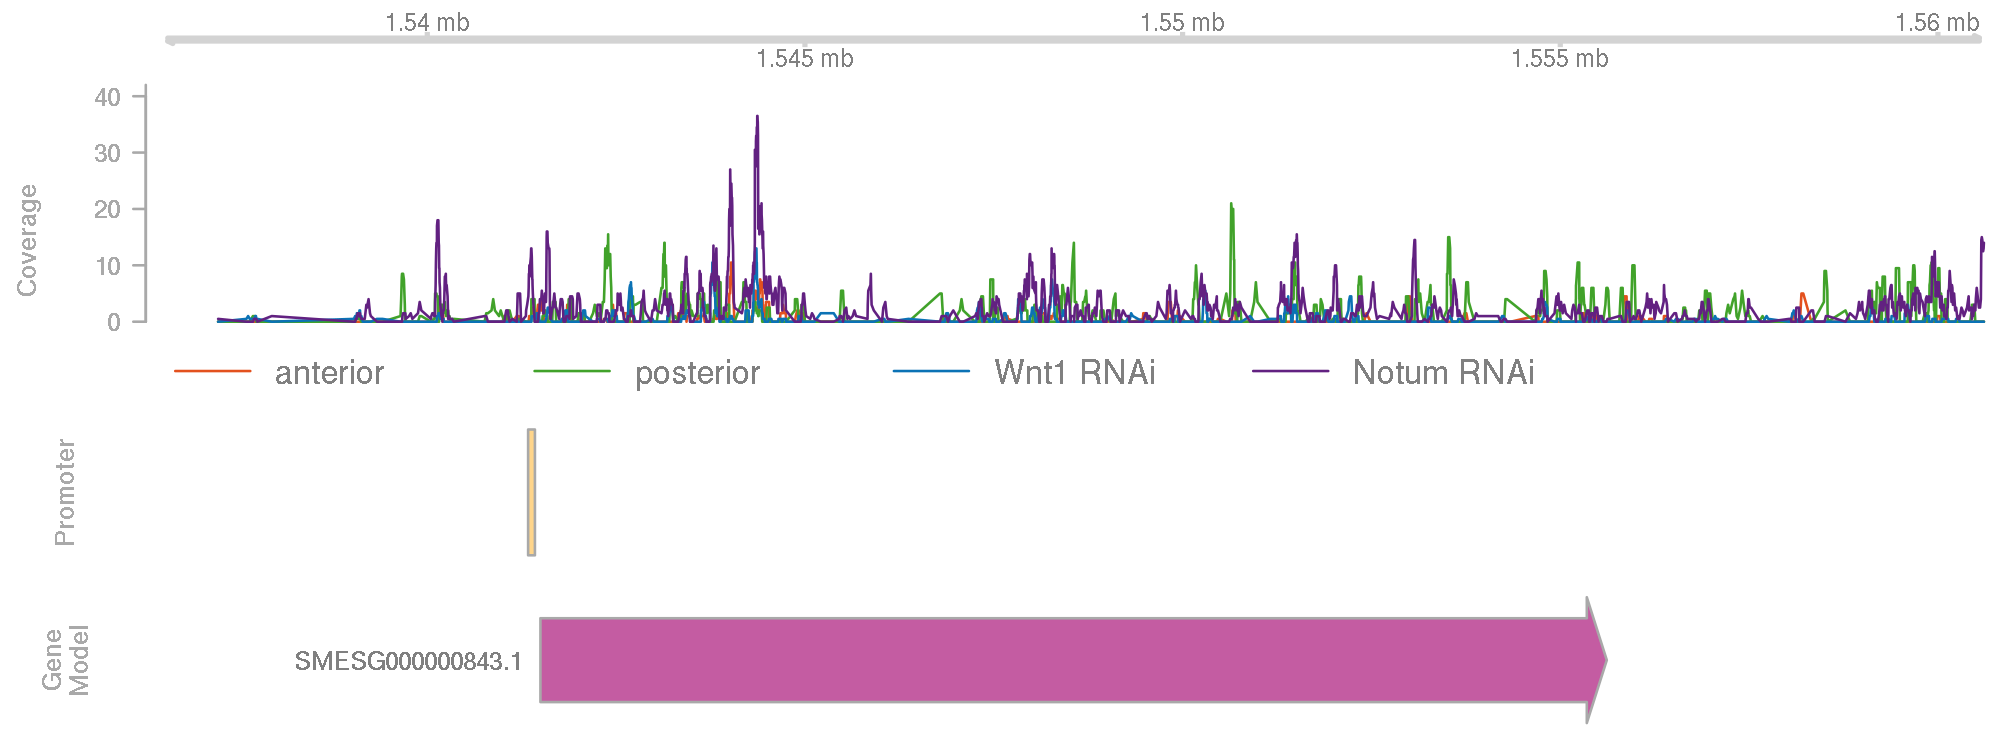 1.54 mb
1.55 mb
1.56 mb
1.545 mb
1.555 mb
Coverage
40
30
20
10
0
anterior
posterior
Wnt1 RNAi
Notum RNAi
Promoter
Gene
Model
SMESG000000843.1